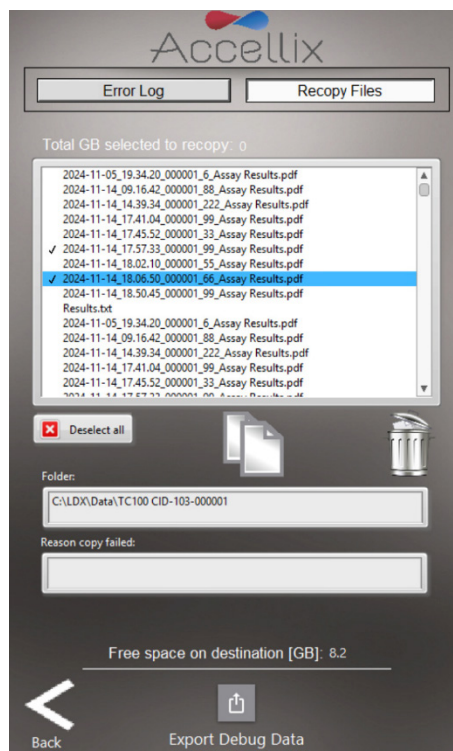 Accellix
Error Log
Recopy Files
Total GB selected to recopy: 0
2024-11-05_19.34.20_000001_6_Assay Results.pdf
2024-11-14_09.16.42_000001_88_Assay Results.pdf
2024-11-14_14.39.34_000001_222_Assay Results.pdf
2024-11-14_17.41.04_000001_99_Assay Results.pdf
2024-11-14_17.45.52_000001_33_Assay Results.pdf
✓ 2024-11-14_17.57.33_000001_99_Assay Results.pdf
2024-11-14_18.02.10_000001_55_Assay Results.pdf
✓ 2024-11-14_18.06.50_000001_66_Assay Results.pdf
2024-11-14_18.50.45_000001_99_Assay Results.pdf
Results.txt
2024-11-05_19.34.20_000001_6_Assay Results.pdf
2024-11-14_09.16.42_000001_88_Assay Results.pdf
2024-11-14_14.39.34_000001_222_Assay Results.pdf
2024-11-14_17.41.04_000001_99_Assay Results.pdf
2024-11-14_17.45.52_000001_33_Assay Results.pdf
Deselect all
Folder:
C:\LDX\Data\TC100 CID-103-000001
Reason copy failed:
Free space on destination [GB]: 8.2
Back
Export Debug Data